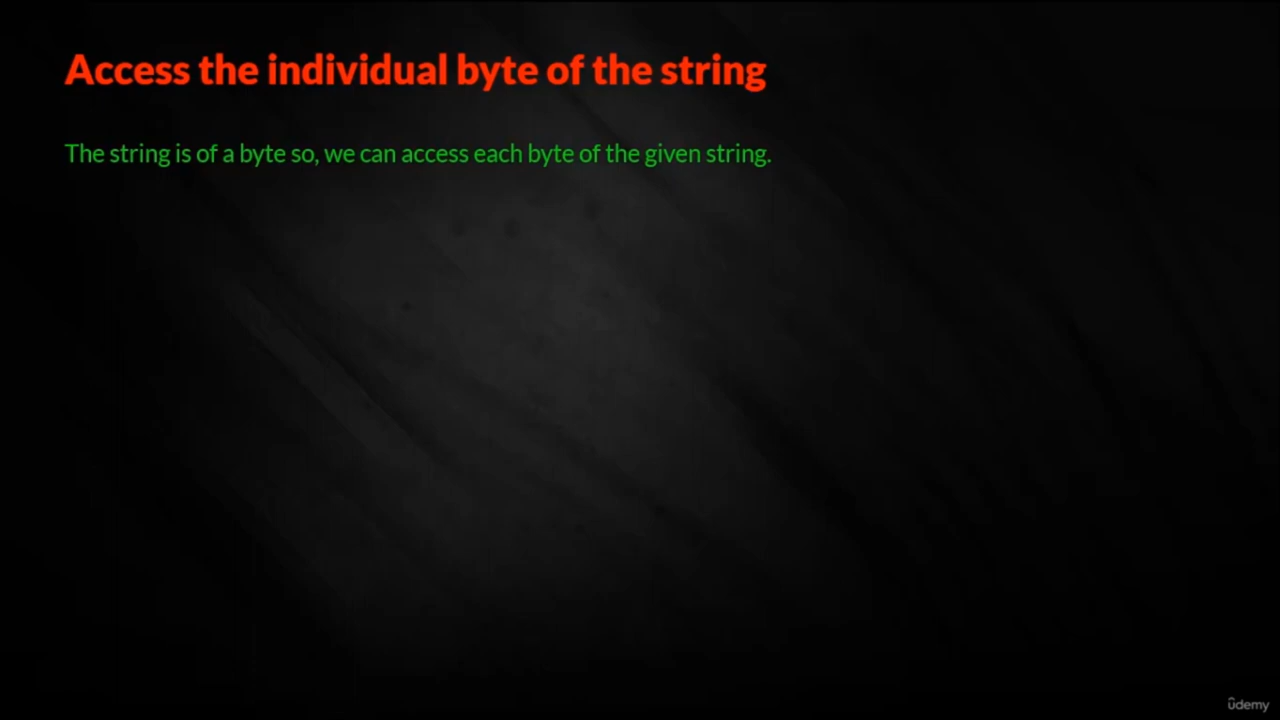 Access the individual byte of the string
The string is of a byte so, we can access each byte of the given string.
ûdemy